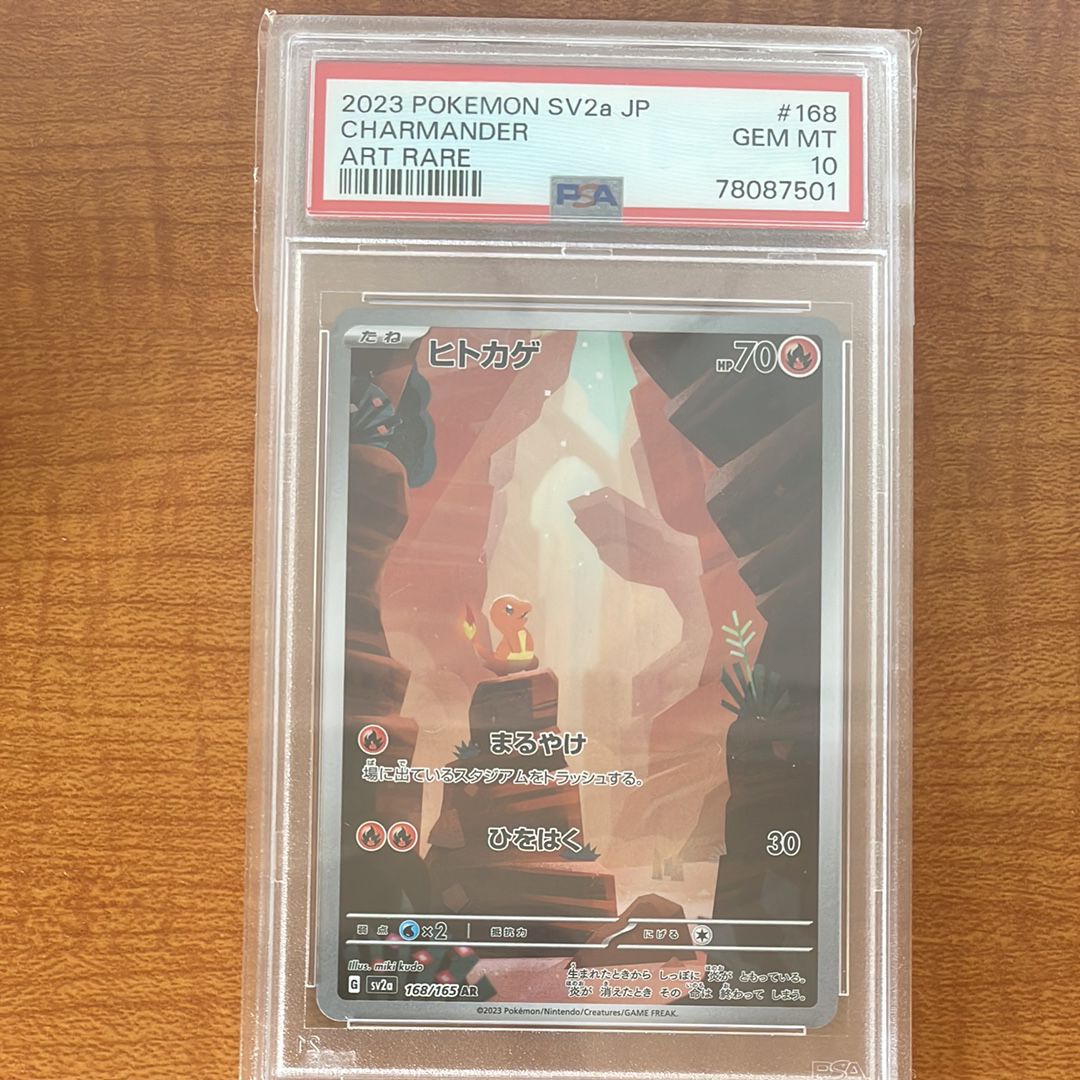 2023 POKEMON SV2a JP #168
CHARMANDER GEM MT
ART RARE 10
PSA 78087501
たね ヒトカゲ HP70
まるやけ
場に出ているスタジアムをトラッシュする。
ひをはく 30
弱点 ×2 抵抗力 にげる
Illus. miki kudo
生まれたときから しっぽに 炎が ともっている。
炎が 消えたとき その 命は 終わって しまう。
G sv2a 168/165 AR
©2023 Pokémon/Nintendo/Creatures/GAME FREAK.
PSA